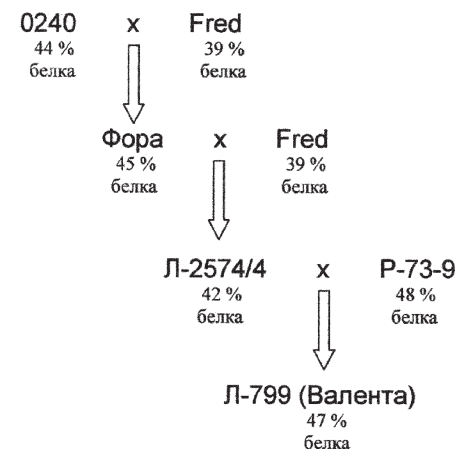 0240 x Fred
44 % 39 %
белка белка
Фора x Fred
45 % 39 %
белка белка
Л-2574/4 x Р-73-9
42 % 48 %
белка белка
Л-799 (Валента)
47 %
белка